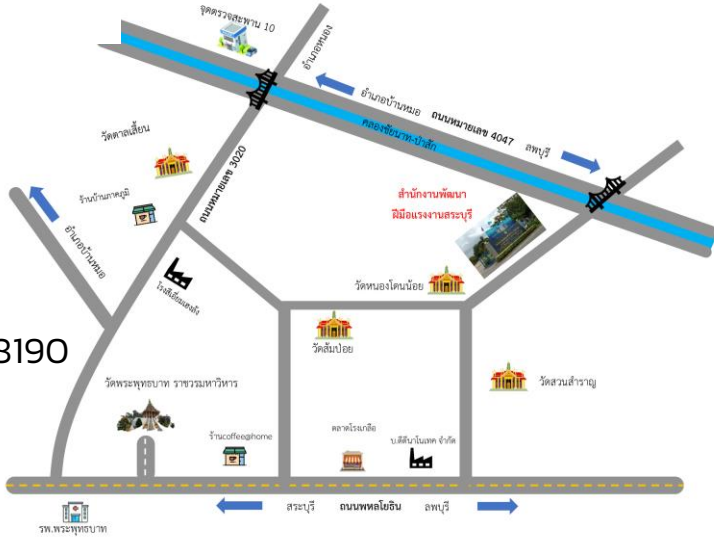 จุดตรวจสะพาน 10
อำเภอหนอง
อำเภอบ้านหมอ ถนนหมายเลข 4047 ลพบุรี
คลองชัยนาท-ป่าสัก
วัดตาลเสี้ยน
ร้านบ้านภาคภูมิ
ถนนหมายเลข 3020
อำเภอบ้านหมอ
สำนักงานพัฒนา
ฝีมือแรงงานสระบุรี
วัดหนองโดนน้อย
วัดส้มป่อย
3190
วัดพระพุทธบาท ราชวรมหาวิหาร
วัดสวนสำราญ
ร้านcoffee@home
ตลาดโรงเกลือ
สระบุรี ถนนพหลโยธิน ลพบุรี
รพ.พระพุทธบาท